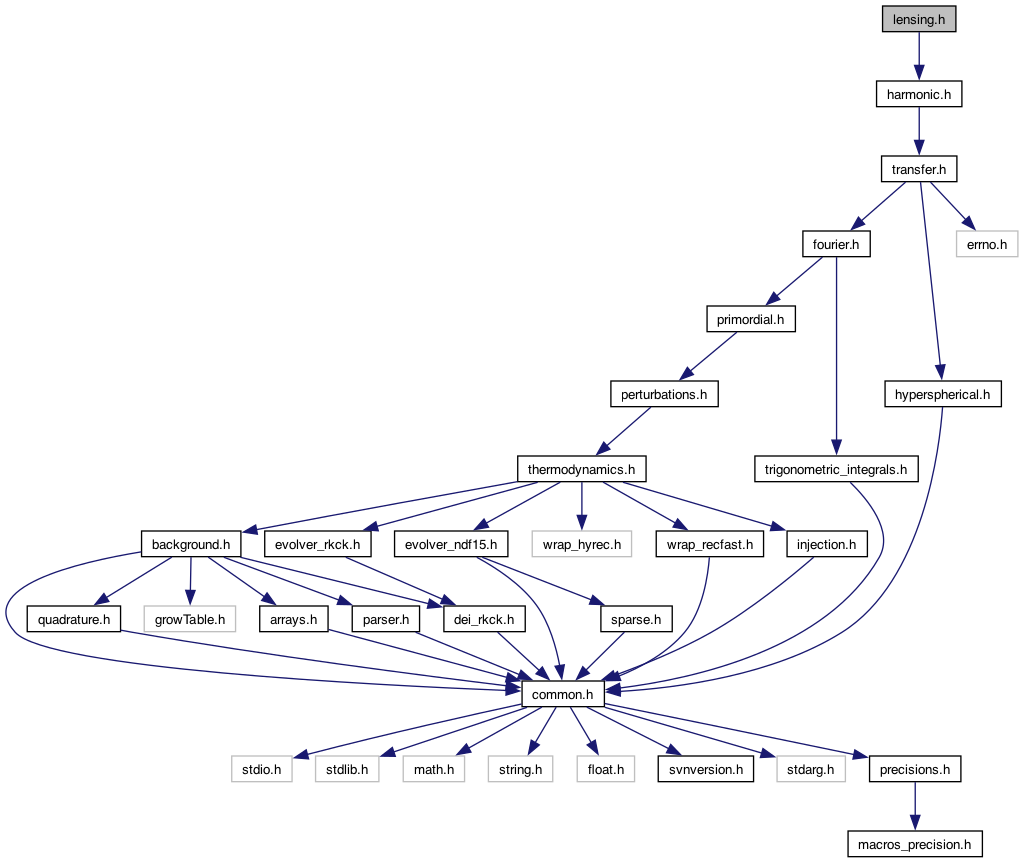 lensing.h
harmonic.h
transfer.h
fourier.h
errno.h
primordial.h
perturbations.h
hyperspherical.h
thermodynamics.h
trigonometric_integrals.h
background.h
evolver_rkck.h
evolver_ndf15.h
wrap_hyrec.h
wrap_recfast.h
injection.h
quadrature.h
growTable.h
arrays.h
parser.h
dei_rkck.h
sparse.h
common.h
stdio.h
stdlib.h
math.h
string.h
float.h
svnversion.h
stdarg.h
precisions.h
macros_precision.h